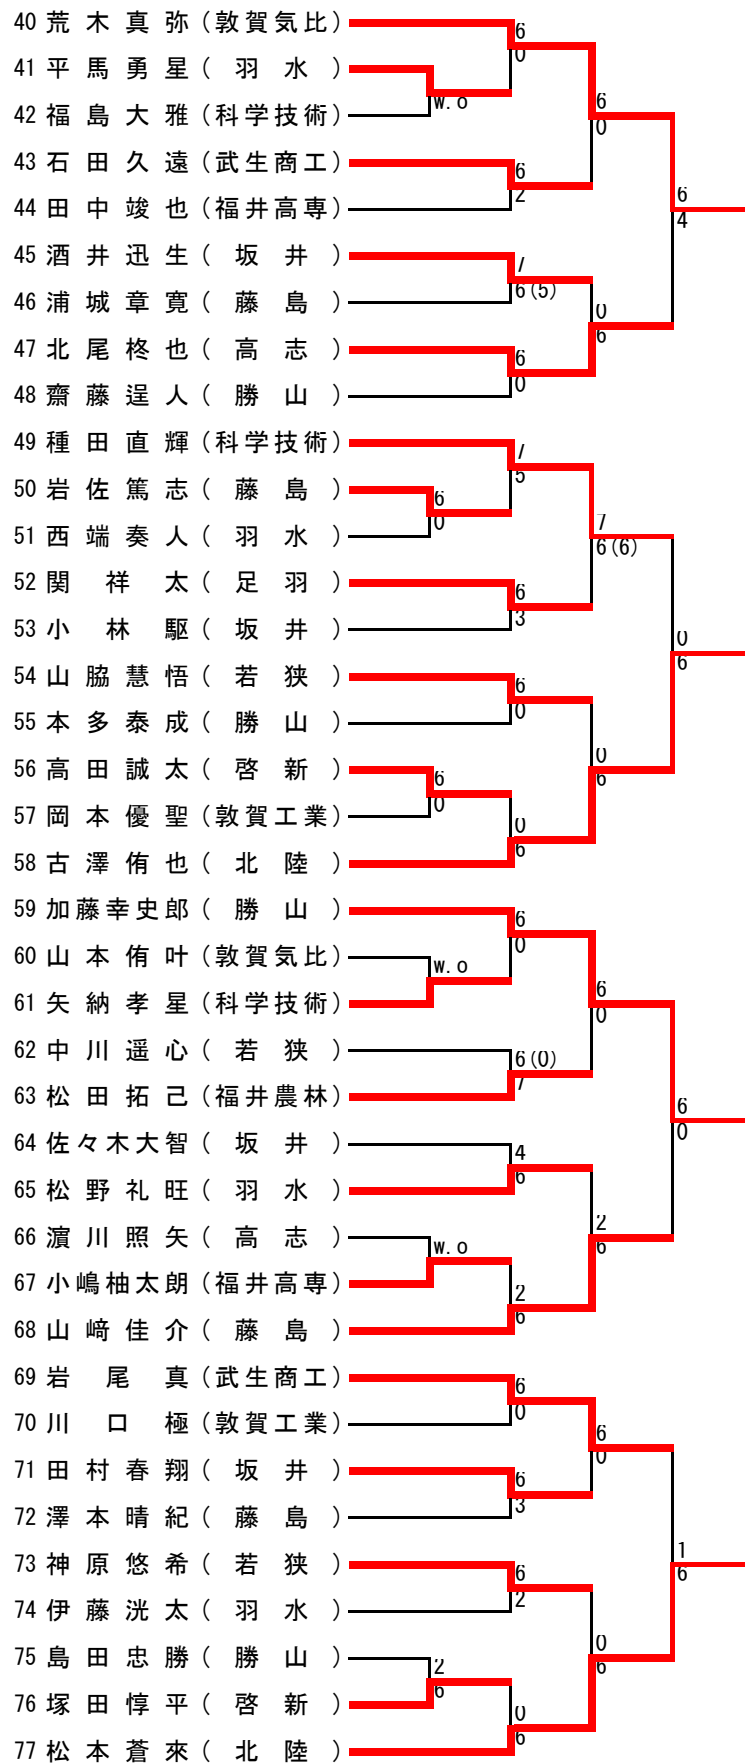 40 荒木真弥(敦賀気比)
6
0
41 平馬勇星(羽水)
w.o
42 福島大雅(科学技術)
6
0
43 石田久遠(武生商工)
6
2
44 田中竣也(福井高専)
6
4
45 酒井迅生(坂井)
7
6(5)
46 浦城章寛(藤島)
0
6
47 北尾柊也(高志)
6
0
48 齋藤逞人(勝山)
49 種田直輝(科学技術)
7
5
50 岩佐篤志(藤島)
6
0
51 西端奏人(羽水)
7
6(6)
52 関祥太(足羽)
6
3
53 小林駆(坂井)
0
6
54 山脇慧悟(若狭)
6
0
55 本多泰成(勝山)
0
6
56 高田誠太(啓新)
6
0
57 岡本優聖(敦賀工業)
0
6
58 古澤侑也(北陸)
59 加藤幸史郎(勝山)
6
0
60 山本侑叶(敦賀気比)
w.o
61 矢納孝星(科学技術)
6
0
62 中川遥心(若狭)
6(0)
7
63 松田拓己(福井農林)
6
0
64 佐々木大智(坂井)
4
6
65 松野礼旺(羽水)
2
6
66 濵川照矢(高志)
w.o
67 小嶋柚太朗(福井高専)
2
6
68 山﨑佳介(藤島)
69 岩尾真(武生商工)
6
0
70 川口極(敦賀工業)
6
0
71 田村春翔(坂井)
6
3
72 澤本晴紀(藤島)
1
6
73 神原悠希(若狭)
6
2
74 伊藤洸太(羽水)
0
6
75 島田忠勝(勝山)
2
6
76 塚田惇平(啓新)
0
6
77 松本蒼來(北陸)